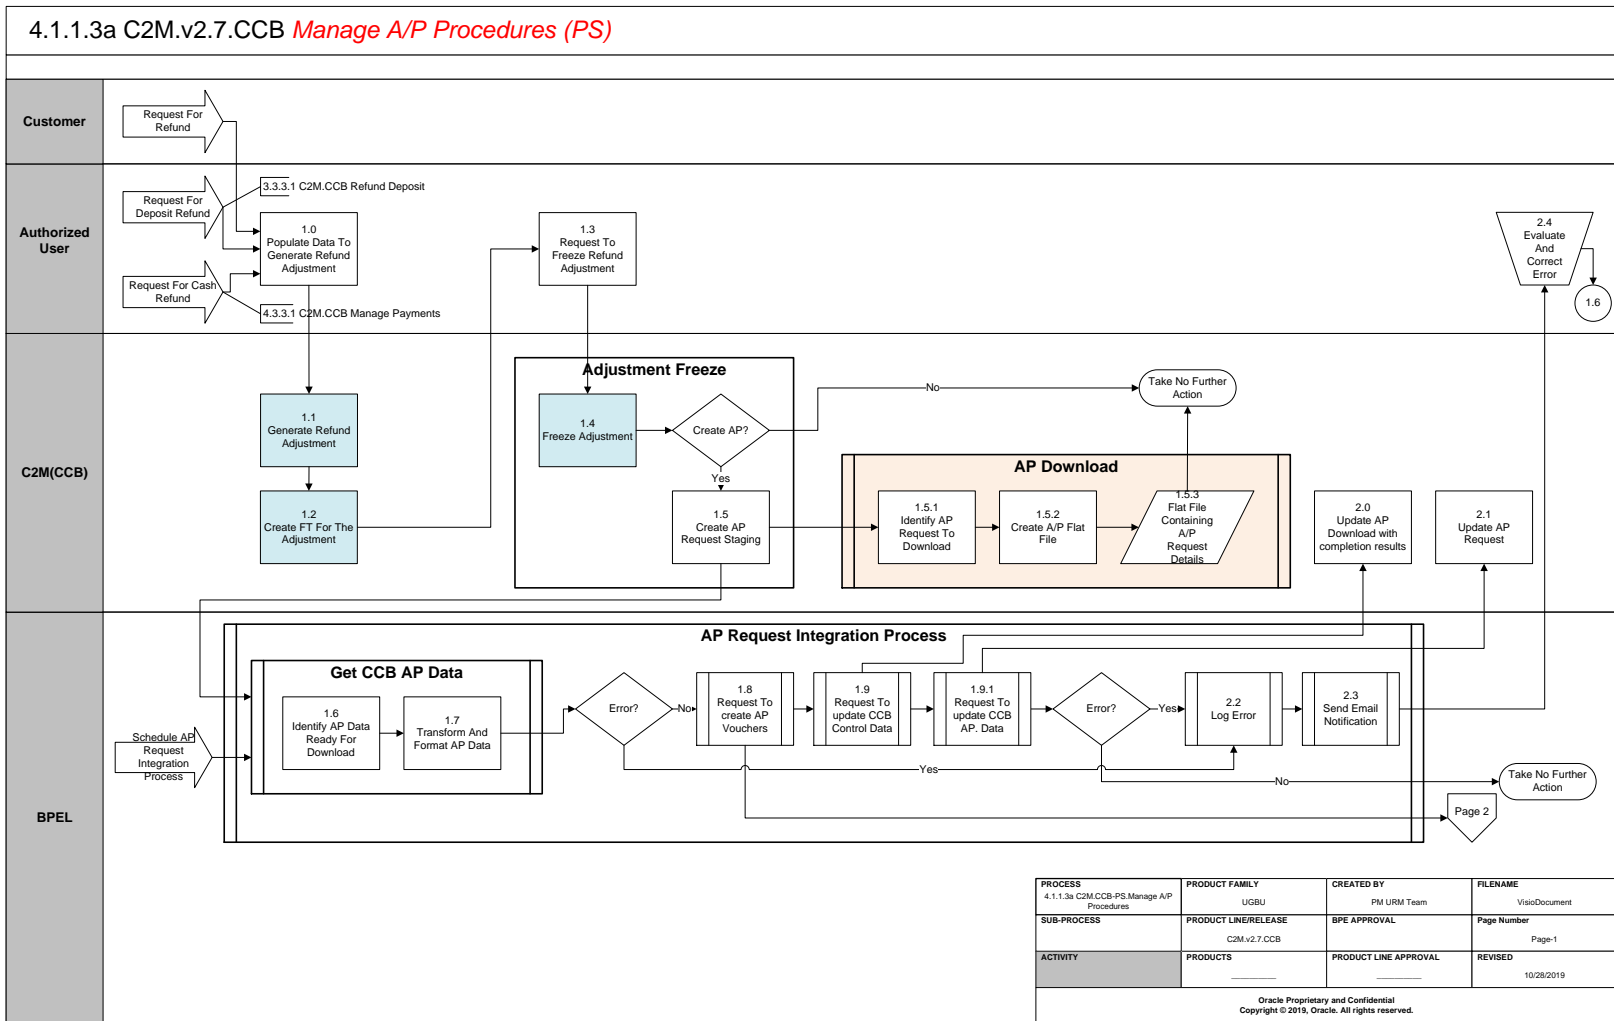 4.1.1.3a C2M.v2.7.CCB Manage A/P Procedures (PS)
Customer
Request For
Refund
Authorized
User
Request For
Deposit Refund
3.3.3.1 C2M.CCB Refund Deposit
Request For Cash
Refund
4.3.3.1 C2M.CCB Manage Payments
1.0
Populate Data To
Generate Refund
Adjustment
1.3
Request To
Freeze Refund
Adjustment
2.4
Evaluate
And
Correct
Error
1.6
C2M(CCB)
1.1
Generate Refund
Adjustment
1.2
Create FT For The
Adjustment
Adjustment Freeze
1.4
Freeze Adjustment
Create AP?
No
Yes
1.5
Create AP
Request Staging
Take No Further
Action
AP Download
1.5.1
Identify AP
Request To
Download
1.5.2
Create A/P Flat
File
1.5.3
Flat File
Containing
A/P
Request
Details
2.0
Update AP
Download with
completion results
2.1
Update AP
Request
BPEL
AP Request Integration Process
Get CCB AP Data
Schedule AP
Request
Integration
Process
1.6
Identify AP Data
Ready For
Download
1.7
Transform And
Format AP Data
Error?
No
1.8
Request To
create AP
Vouchers
1.9
Request To
update CCB
Control Data
1.9.1
Request To
update CCB
AP. Data
Error?
Yes
2.2
Log Error
2.3
Send Email
Notification
Yes
No
Take No Further
Action
Page 2
PROCESS
4.1.1.3a C2M.CCB-PS.Manage A/P
Procedures
PRODUCT FAMILY
UGBU
CREATED BY
PM URM Team
FILENAME
VisioDocument
SUB-PROCESS
PRODUCT LINE/RELEASE
C2M.v2.7.CCB
BPE APPROVAL
Page Number
Page-1
ACTIVITY
PRODUCTS
__________
PRODUCT LINE APPROVAL
__________
REVISED
10/28/2019
Oracle Proprietary and Confidential
Copyright © 2019, Oracle. All rights reserved.